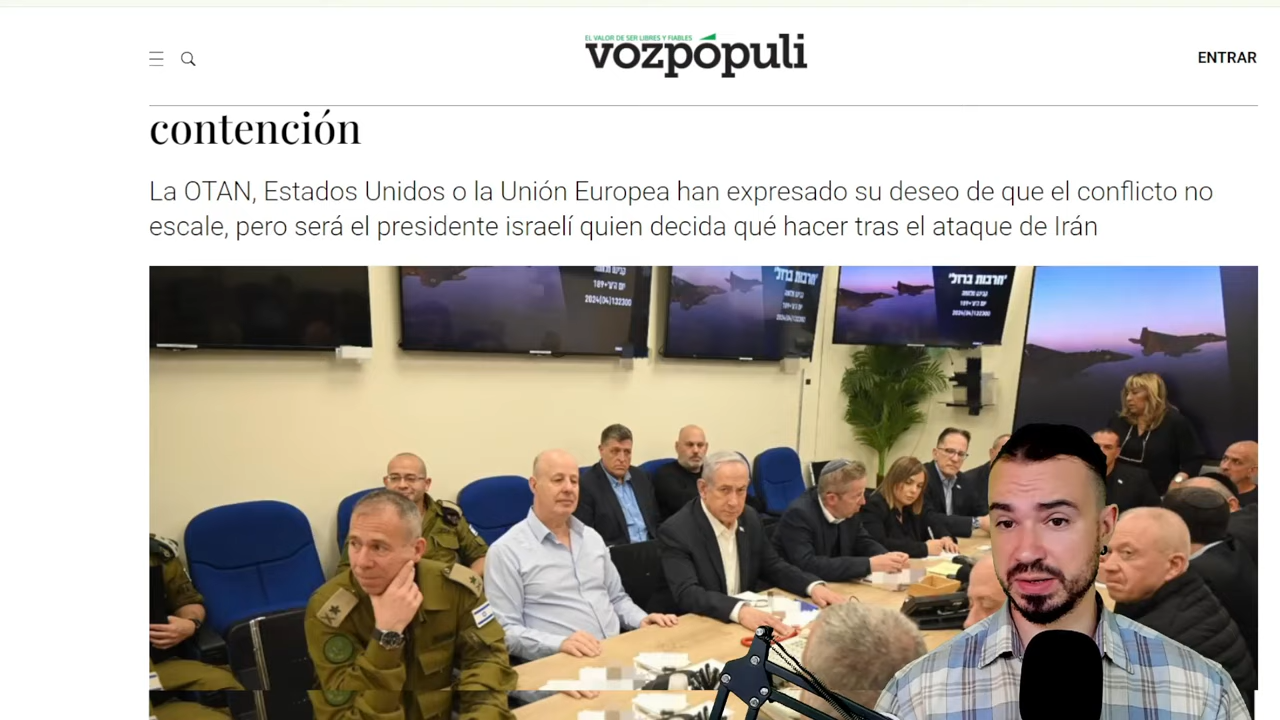 EL VALOR DE SER LIBRES Y FIABLES
vozpópuli
ENTRAR
contención
La OTAN, Estados Unidos o la Unión Europea han expresado su deseo de que el conflicto no
escale, pero será el presidente israelí quien decida qué hacer tras el ataque de Irán
'חרבות ברזל'